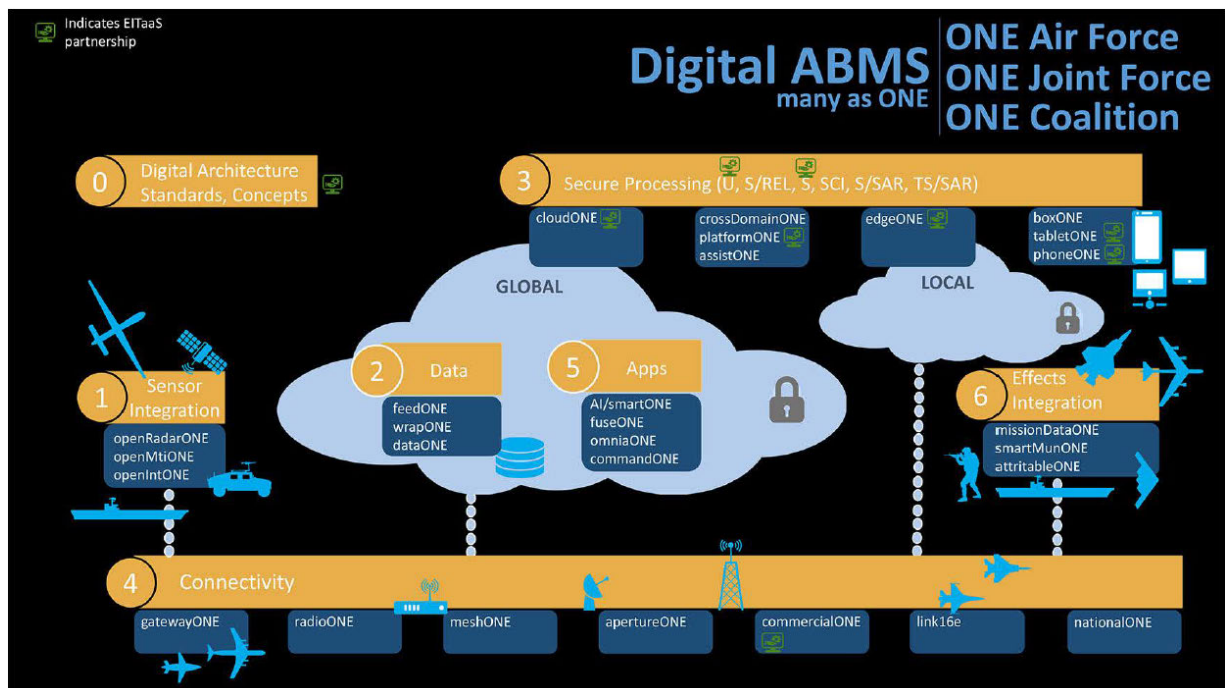 Indicates EITaaS
partnership
Digital ABMS
many as ONE
ONE Air Force
ONE Joint Force
ONE Coalition
0
Digital Architecture
Standards, Concepts
3
Secure Processing (U, S/REL, S, SCI, S/SAR, TS/SAR)
cloudONE
crossDomainONE
platformONE
assistONE
edgeONE
boxONE
tabletONE
phoneONE
GLOBAL
LOCAL
1
Sensor
Integration
openRadarONE
openMtiONE
openIntONE
2
Data
feedONE
wrapONE
dataONE
5
Apps
AI/smartONE
fuseONE
omniaONE
commandONE
6
Effects
Integration
missionDataONE
smartMunONE
attritableONE
4
Connectivity
gatewayONE
radioONE
meshONE
apertureONE
commercialONE
link16e
nationalONE